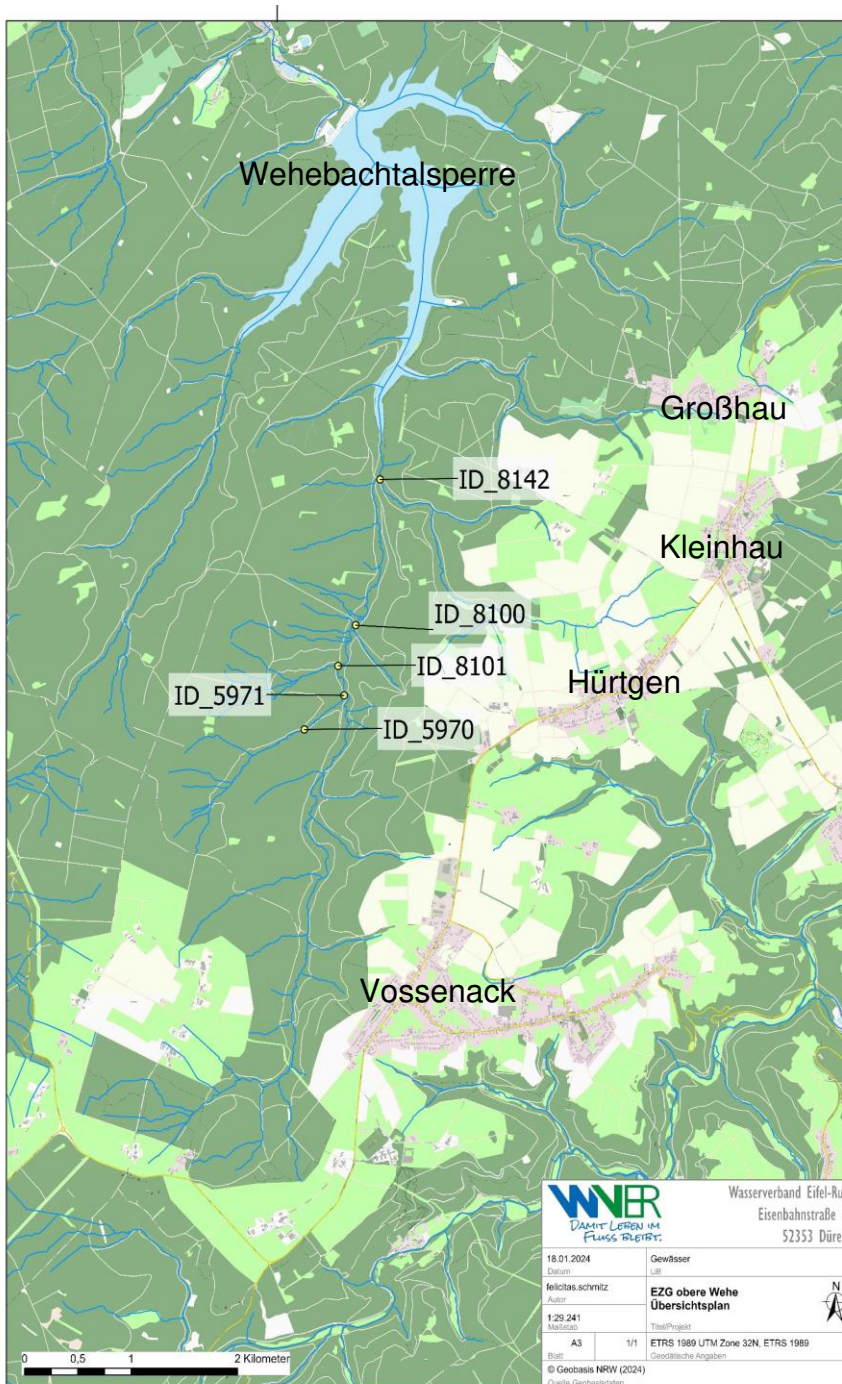 Wehebachtalsperre
Großhau
ID_8142
Kleinhau
ID_8100
ID_8101
Hürtgen
ID_5971
ID_5970
Vossenack
WVER
DAMIT LEBEN IM
FLUSS BLEIBT.
Wasserverband Eifel-Ru
Eisenbahnstraße
52353 Düre
18.01.2024
Datum
Gewässer
UB
felicitas.schmitz
Autor
EZG obere Wehe
Übersichtsplan
Titel/Projekt
N
1:29.241
Maßstab
A3
1/1
Blatt
ETRS 1989 UTM Zone 32N, ETRS 1989
Geodätische Angaben
© Geobasis NRW (2024)
Quelle Geobasisdaten
0 0,5 1 2 Kilometer